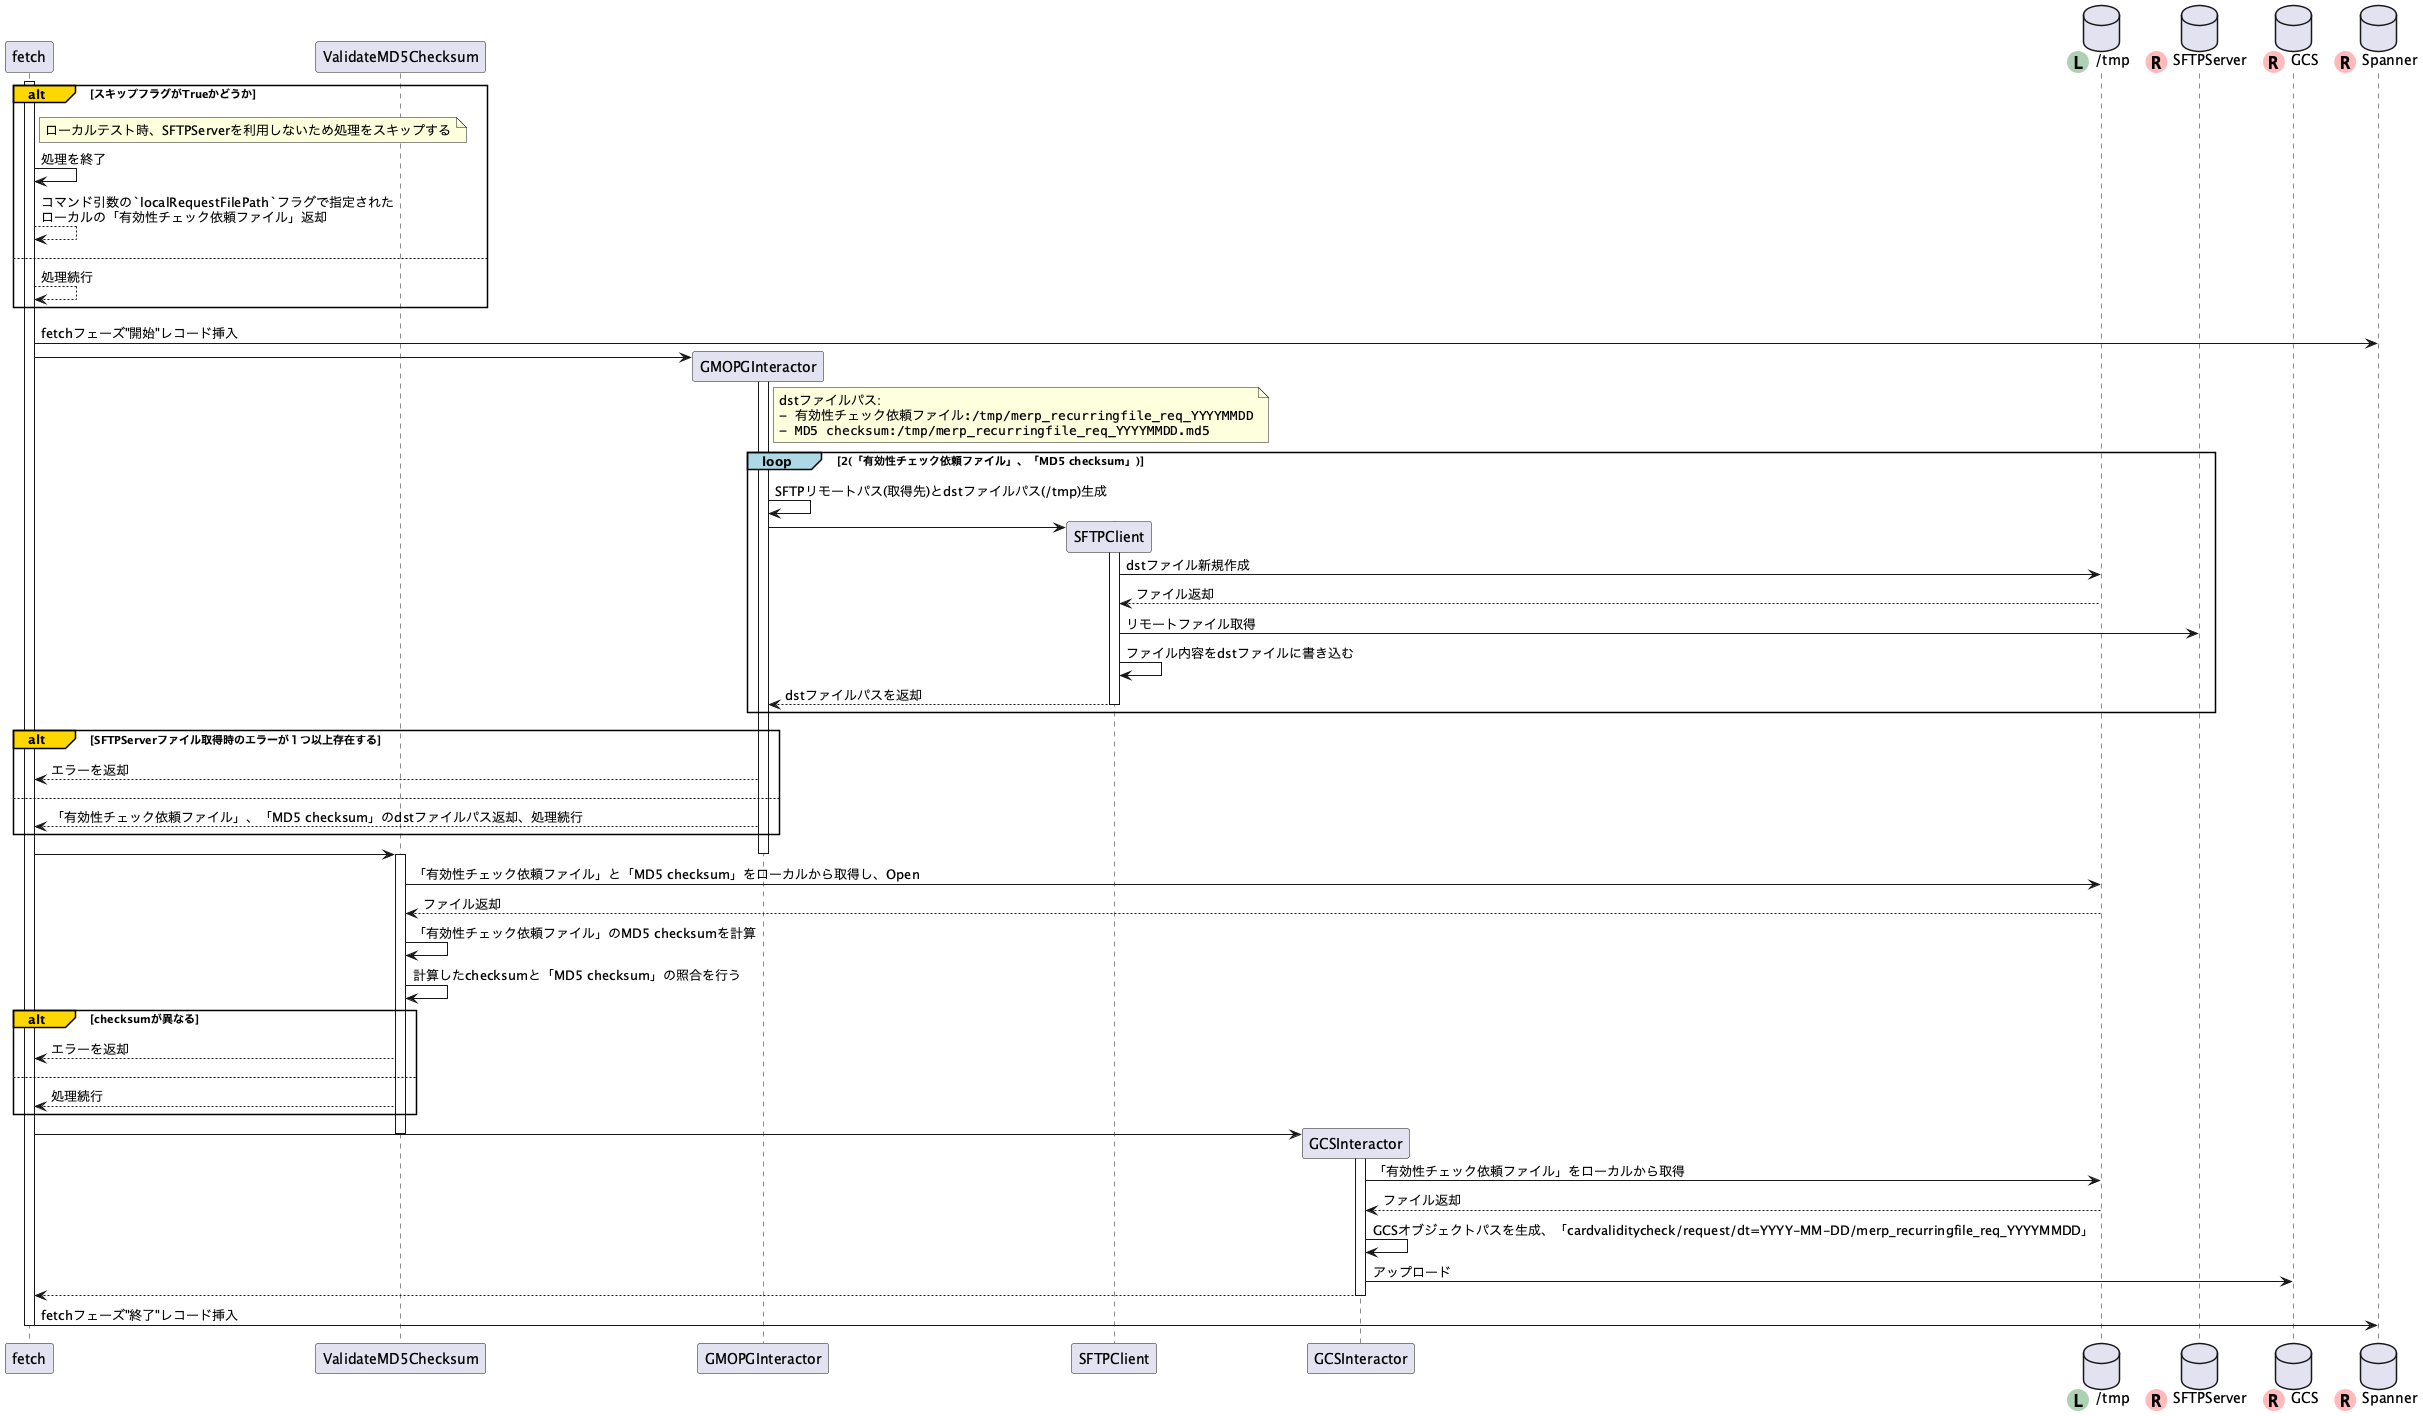 fetch
ValidateMD5Checksum
L /tmp
R SFTPServer
R GCS
R Spanner
alt [スキップフラグがTrueかどうか]
ローカルテスト時、SFTPServerを利用しないため処理をスキップする
処理を終了
コマンド引数の`localRequestFilePath`フラグで指定された
ローカルの「有効性チェック依頼ファイル」返却
処理続行
fetchフェーズ"開始"レコード挿入
GMOPGInteractor
dstファイルパス:
- 有効性チェック依頼ファイル:/tmp/merp_recurringfile_req_YYYYMMDD
- MD5 checksum:/tmp/merp_recurringfile_req_YYYYMMDD.md5
loop [2(「有効性チェック依頼ファイル」、「MD5 checksum」)]
SFTPリモートパス(取得先)とdstファイルパス(/tmp)生成
SFTPClient
dstファイル新規作成
ファイル返却
リモートファイル取得
ファイル内容をdstファイルに書き込む
dstファイルパスを返却
alt [SFTPServerファイル取得時のエラーが１つ以上存在する]
エラーを返却
「有効性チェック依頼ファイル」、「MD5 checksum」のdstファイルパス返却、処理続行
「有効性チェック依頼ファイル」と「MD5 checksum」をローカルから取得し、Open
ファイル返却
「有効性チェック依頼ファイル」のMD5 checksumを計算
計算したchecksumと「MD5 checksum」の照合を行う
alt [checksumが異なる]
エラーを返却
処理続行
GCSInteractor
「有効性チェック依頼ファイル」をローカルから取得
ファイル返却
GCSオブジェクトパスを生成、「cardvaliditycheck/request/dt=YYYY-MM-DD/merp_recurringfile_req_YYYYMMDD」
アップロード
fetchフェーズ"終了"レコード挿入
fetch
ValidateMD5Checksum
GMOPGInteractor
SFTPClient
GCSInteractor
L /tmp
R SFTPServer
R GCS
R Spanner